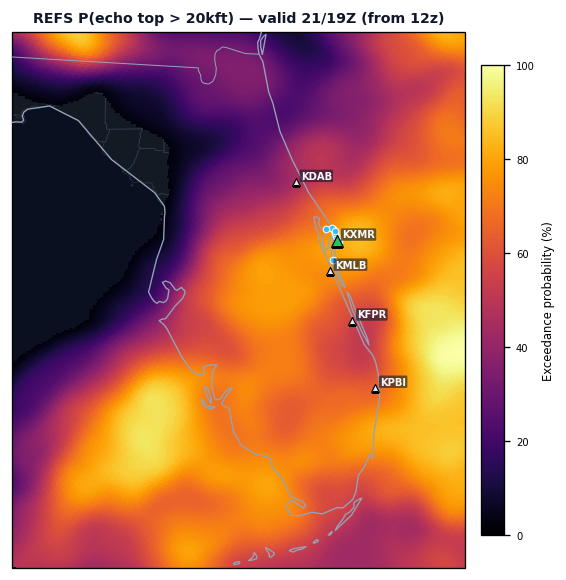 REFS P(echo top > 20kft) — valid 21/19Z (from 12z)
KDAB
KXMR
KMLB
KFPR
KPBI
100
80
60
40
20
0
Exceedance probability (%)